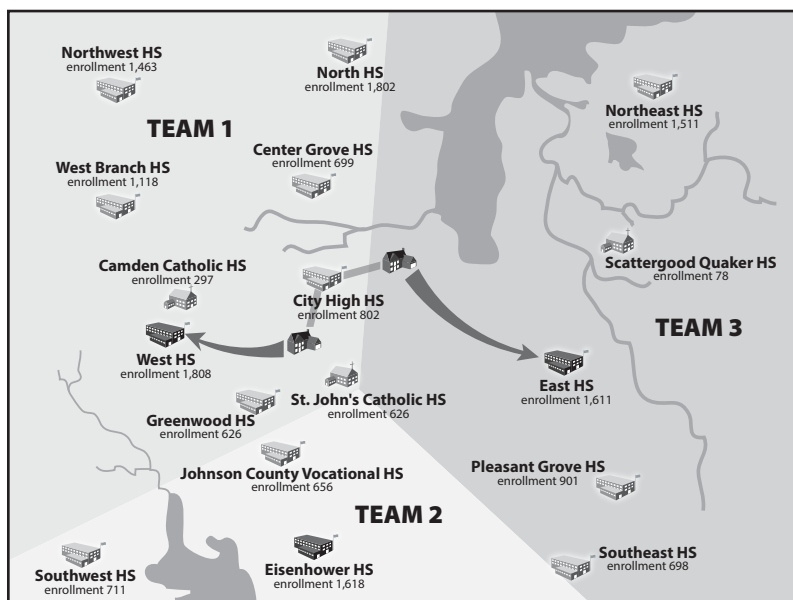 Northwest HS
enrollment 1,463
North HS
enrollment 1,802
Northeast HS
enrollment 1,511
TEAM 1
Center Grove HS
enrollment 699
West Branch HS
enrollment 1,118
Camden Catholic HS
enrollment 297
City High HS
enrollment 802
Scattergood Quaker HS
enrollment 78
TEAM 3
West HS
enrollment 1,808
East HS
enrollment 1,611
St. John's Catholic HS
enrollment 626
Greenwood HS
enrollment 626
Johnson County Vocational HS
enrollment 656
Pleasant Grove HS
enrollment 901
TEAM 2
Southwest HS
enrollment 711
Eisenhower HS
enrollment 1,618
Southeast HS
enrollment 698